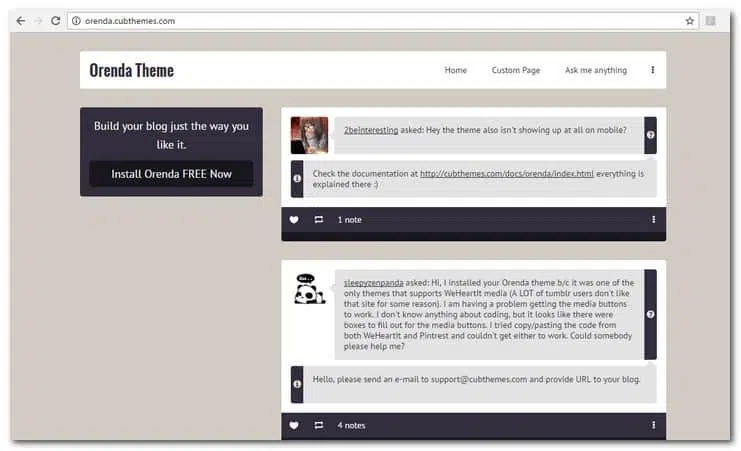 orenda.cubthemes.com
Orenda Theme
Home
Custom Page
Ask me anything
Build your blog just the way you
like it.
Install Orenda FREE Now
2beinteresting asked: Hey the theme also isn't showing up at all on mobile?
Check the documentation at http://cubthemes.com/docs/orenda/index.html everything is
explained there :)
1 note
sleepyzenpanda asked: Hi, I installed your Orenda theme b/c it was one of the
only themes that supports WeHeartIt media (A LOT of tumblr users don't like
that site for some reason). I am having a problem getting the media buttons
to work. I don't know anything about coding, but it looks like there were
boxes to fill out for the media buttons. I tried copy/pasting the code from
both WeHeartIt and Pintrest and couldn't get either to work. Could somebody
please help me?
Hello, please send an e-mail to support@cubthemes.com and provide URL to your blog.
4 notes